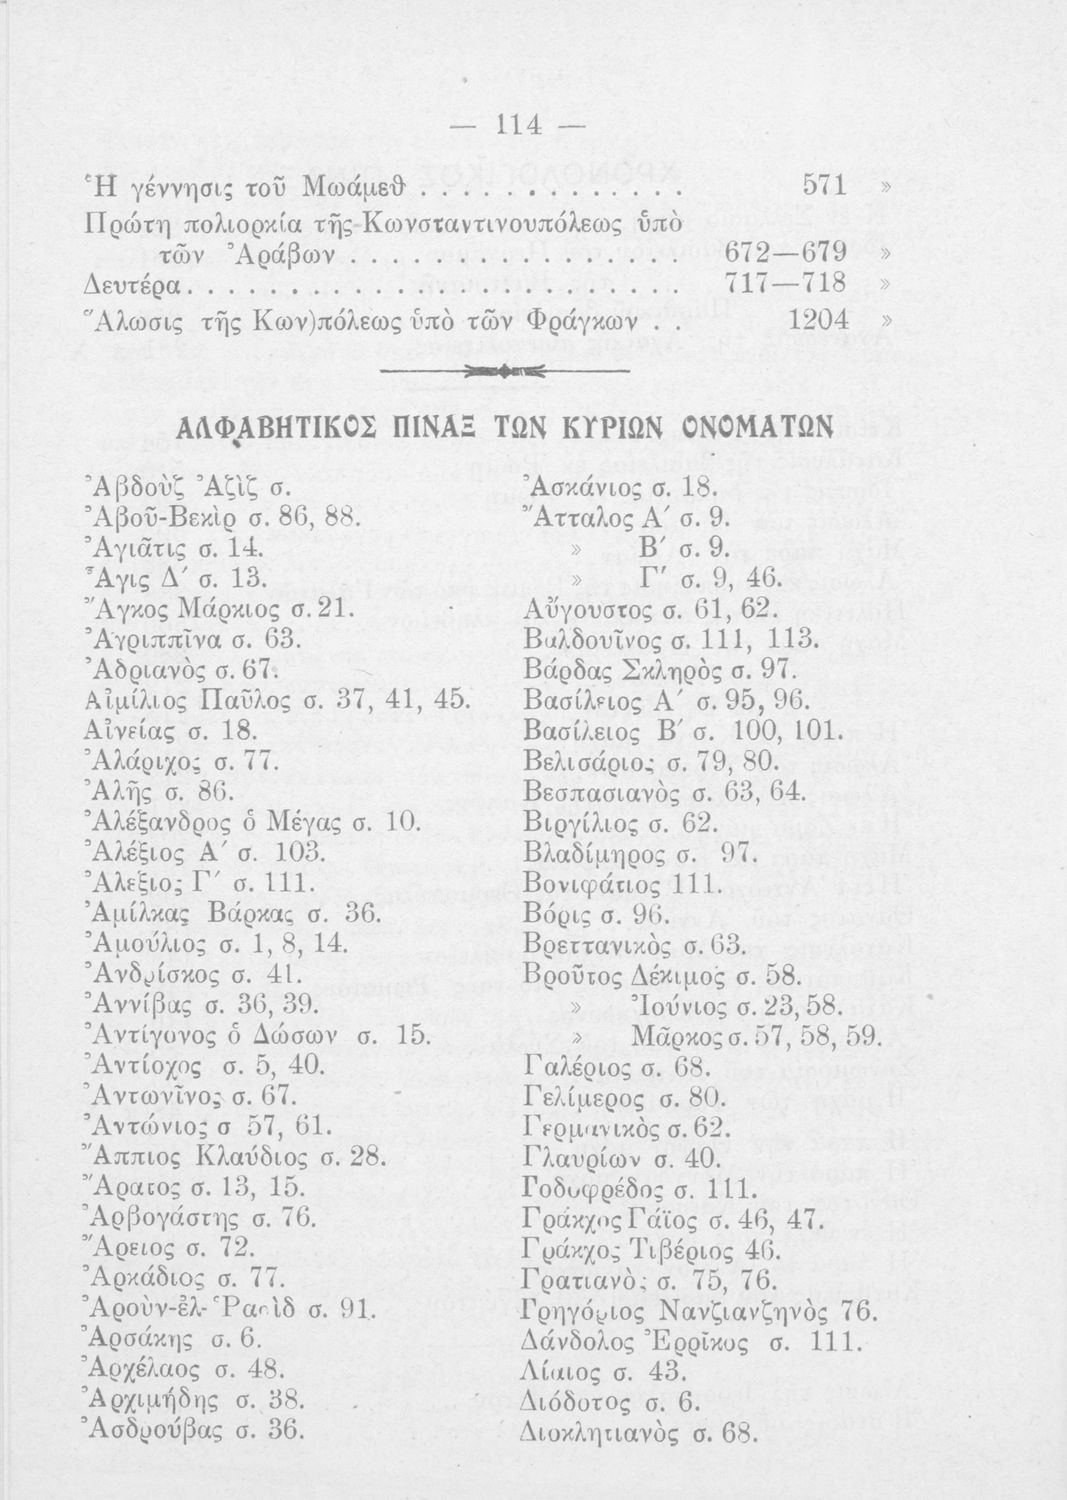 — 114 —
Ἡ γέννησις τοῦ Μωάμεθ . . . . . . . . . . . . . 571 »
Πρώτη πολιορκία τῆς Κωνσταντινουπόλεως ὑπὸ
τῶν Ἀράβων . . . . . . . . . . . . . . . . 672—679 »
Δευτέρα . . . . . . . . . . . . . . . . . . . . . . . 717—718 »
Ἅλωσις τῆς Κων)πόλεως ὑπὸ τῶν Φράγκων . . 1204 »
ΑΛΦΑΒΗΤΙΚΟΣ ΠΙΝΑΞ ΤΩΝ ΚΥΡΙΩΝ ΟΝΟΜΑΤΩΝ
Ἀβδοὺζ Ἀζὶζ σ.
Ἀβοῦ-Βεκὶρ σ. 86, 88.
Ἀγιᾶτις σ. 14.
Ἆγις Δ΄ σ. 13.
Ἄγκος Μάρκιος σ. 21.
Ἀγριππῖνα σ. 63.
Ἀδριανὸς σ. 67.
Αἰμίλιος Παῦλος σ. 37, 41, 45.
Αἰνείας σ. 18.
Ἀλάριχος σ. 77.
Ἀλῆς σ. 86.
Ἀλέξανδρος ὁ Μέγας σ. 10.
Ἀλέξιος Α΄ σ. 103.
Ἀλέξιος Γ΄ σ. 111.
Ἀμίλκας Βάρκας σ. 36.
Ἀμούλιος σ. 1, 8, 14.
Ἀνδρίσκος σ. 41.
Ἀννίβας σ. 36, 39.
Ἀντίγονος ὁ Δώσων σ. 15.
Ἀντίοχος σ. 5, 40.
Ἀντωνῖνος σ. 67.
Ἀντώνιος σ 57, 61.
Ἄππιος Κλαύδιος σ. 28.
Ἄρατος σ. 13, 15.
Ἀρβογάστης σ. 76.
Ἄρειος σ. 72.
Ἀρκάδιος σ. 77.
Ἀροὺν-ἐλ-Ῥασὶδ σ. 91.
Ἀρσάκης σ. 6.
Ἀρχέλαος σ. 48.
Ἀρχιμήδης σ. 38.
Ἀσδρούβας σ. 36.
Ἀσκάνιος σ. 18.
Ἄτταλος Α΄ σ. 9.
» Β΄ σ. 9.
» Γ΄ σ. 9, 46.
Αὔγουστος σ. 61, 62.
Βαλδουῖνος σ. 111, 113.
Βάρδας Σκληρὸς σ. 97.
Βασίλειος Α΄ σ. 95, 96.
Βασίλειος Β΄ σ. 100, 101.
Βελισάριος σ. 79, 80.
Βεσπασιανὸς σ. 63, 64.
Βιργίλιος σ. 62.
Βλαδίμηρος σ. 97.
Βονιφάτιος 111.
Βόρις σ. 96.
Βρεττανικὸς σ. 63.
Βροῦτος Δέκιμος σ. 58.
» Ἰούνιος σ. 23, 58.
» Μᾶρκος σ. 57, 58, 59.
Γαλέριος σ. 68.
Γελίμερος σ. 80.
Γερμανικὸς σ. 62.
Γλαυρίων σ. 40.
Γοδοφρέδος σ. 111.
Γράκχος Γάϊος σ. 46, 47.
Γράκχος Τιβέριος 46.
Γρατιανὸς σ. 75, 76.
Γρηγόριος Νανζιανζηνὸς 76.
Δάνδολος Ἐρρῖκος σ. 111.
Δίαιος σ. 43.
Διόδοτος σ. 6.
Διοκλητιανὸς σ. 68.